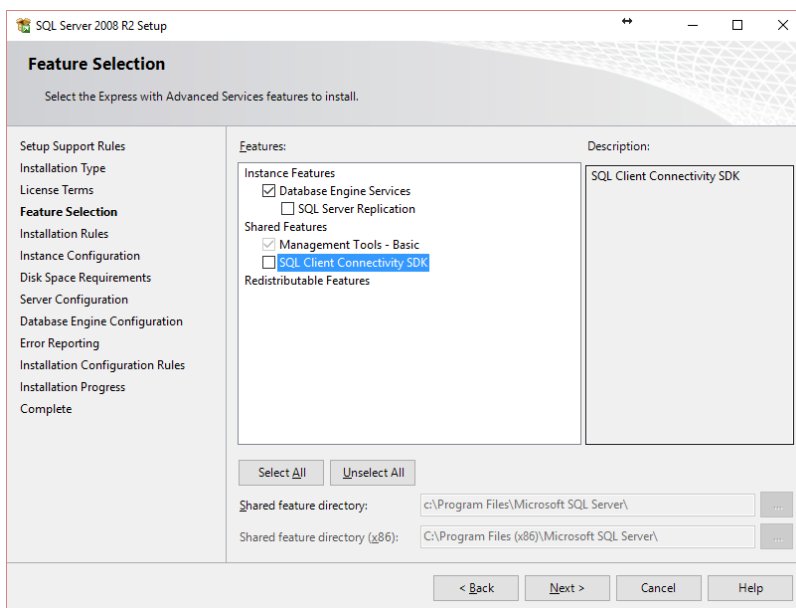 SQL Server 2008 R2 Setup
Feature Selection
Select the Express with Advanced Services features to install.
Setup Support Rules
Installation Type
License Terms
Feature Selection
Installation Rules
Instance Configuration
Disk Space Requirements
Server Configuration
Database Engine Configuration
Error Reporting
Installation Configuration Rules
Installation Progress
Complete
Features:
Instance Features
Database Engine Services
SQL Server Replication
Shared Features
Management Tools - Basic
SQL Client Connectivity SDK
Redistributable Features
Description:
SQL Client Connectivity SDK
Select All Unselect All
Shared feature directory: c:\Program Files\Microsoft SQL Server\ ...
Shared feature directory (x86): C:\Program Files (x86)\Microsoft SQL Server\ ...
< Back Next > Cancel Help